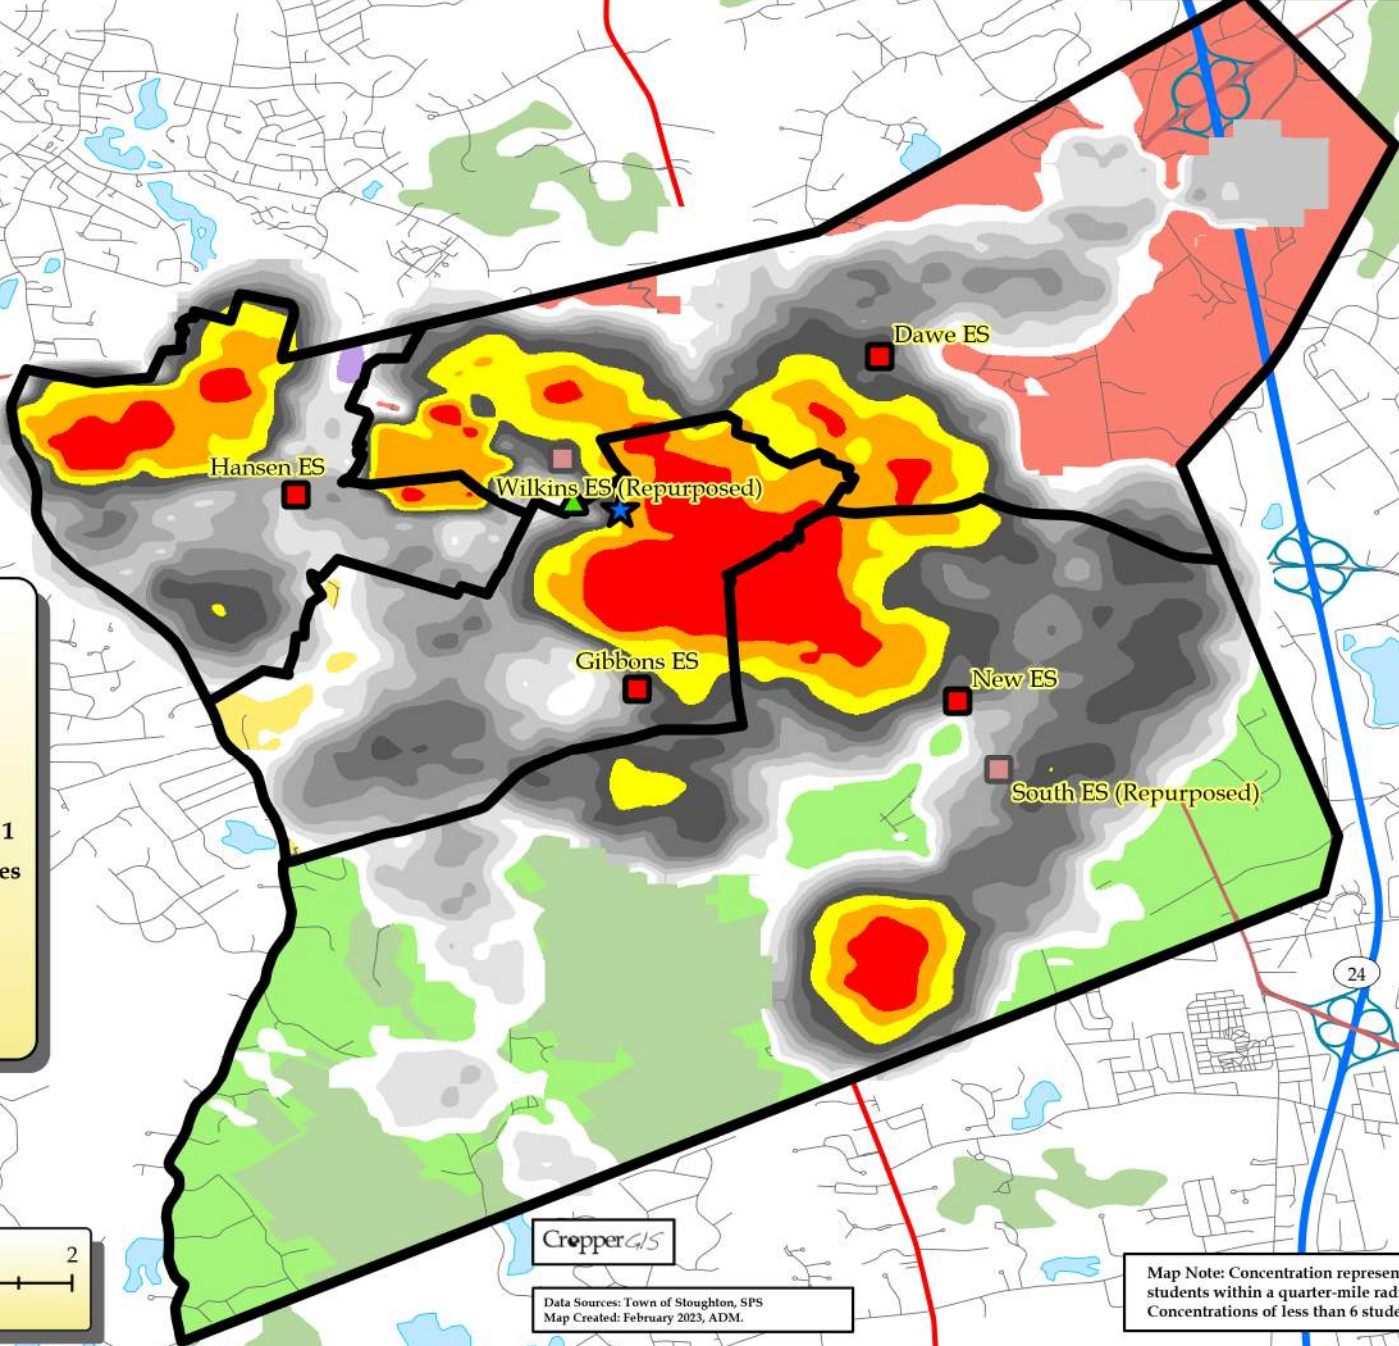 Dawe ES
Hansen ES
Wilkins ES (Repurposed)
Gibbons ES
New ES
South ES (Repurposed)
1
es
24
2
CropperGIS
Data Sources: Town of Stoughton, SPS
Map Created: February 2023, ADM.
Map Note: Concentration represen
students within a quarter-mile rad
Concentrations of less than 6 stude